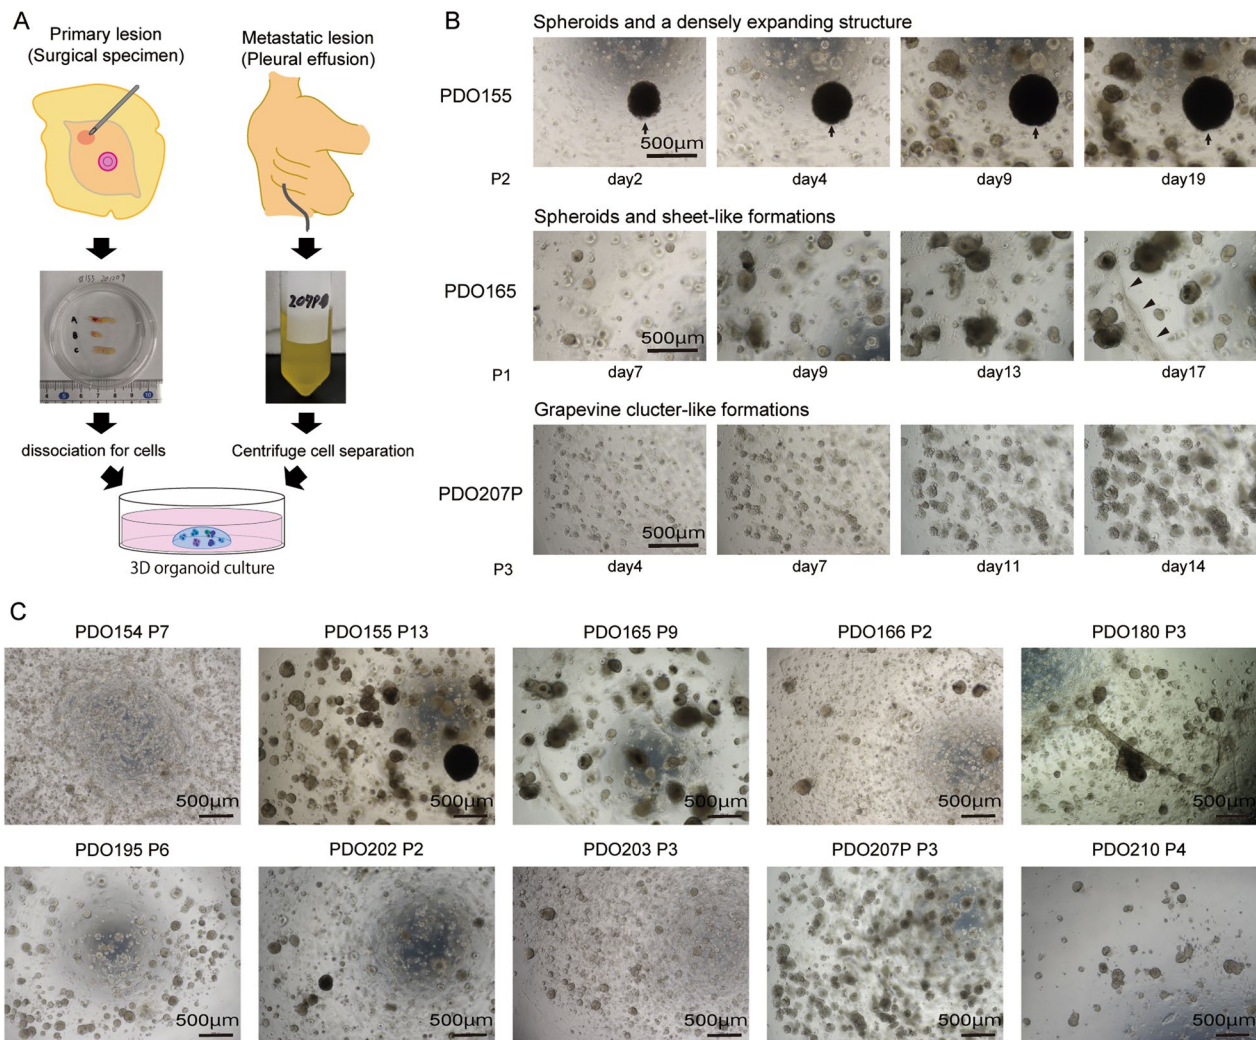 A
Primary lesion
(Surgical specimen)
Metastatic lesion
(Pleural effusion)
A
B
C
207P
dissociation for cells
Centrifuge cell separation
3D organoid culture
B
Spheroids and a densely expanding structure
PDO155
500μm
P2
day2
day4
day9
day19
Spheroids and sheet-like formations
PDO165
500μm
P1
day7
day9
day13
day17
Grapevine clucter-like formations
PDO207P
500μm
P3
day4
day7
day11
day14
C
PDO154 P7
PDO155 P13
PDO165 P9
PDO166 P2
PDO180 P3
500μm
500μm
500μm
500μm
500μm
PDO195 P6
PDO202 P2
PDO203 P3
PDO207P P3
PDO210 P4
500μm
500μm
500μm
500μm
500μm